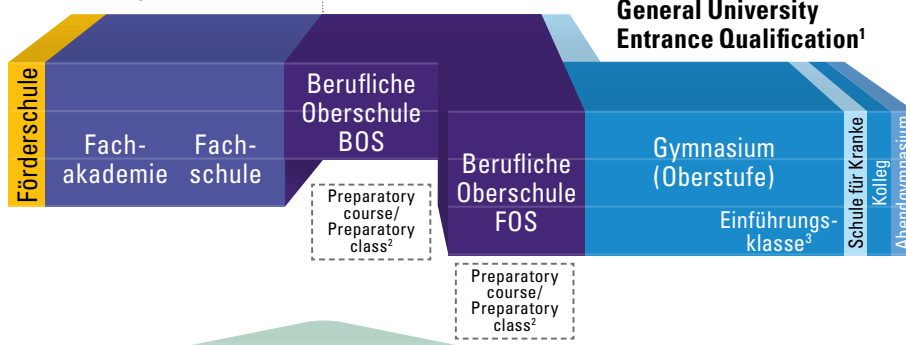 General University
Entrance Qualification¹
Förderschule
Fach-
akademie
Fach-
schule
Berufliche
Oberschule
BOS
Preparatory
course/
Preparatory
class²
Berufliche
Oberschule
FOS
Preparatory
course/
Preparatory
class²
Gymnasium
(Oberstufe)
Einführungs-
klasse³
Schule für Kranke
Kolleg
Abendgymnasium